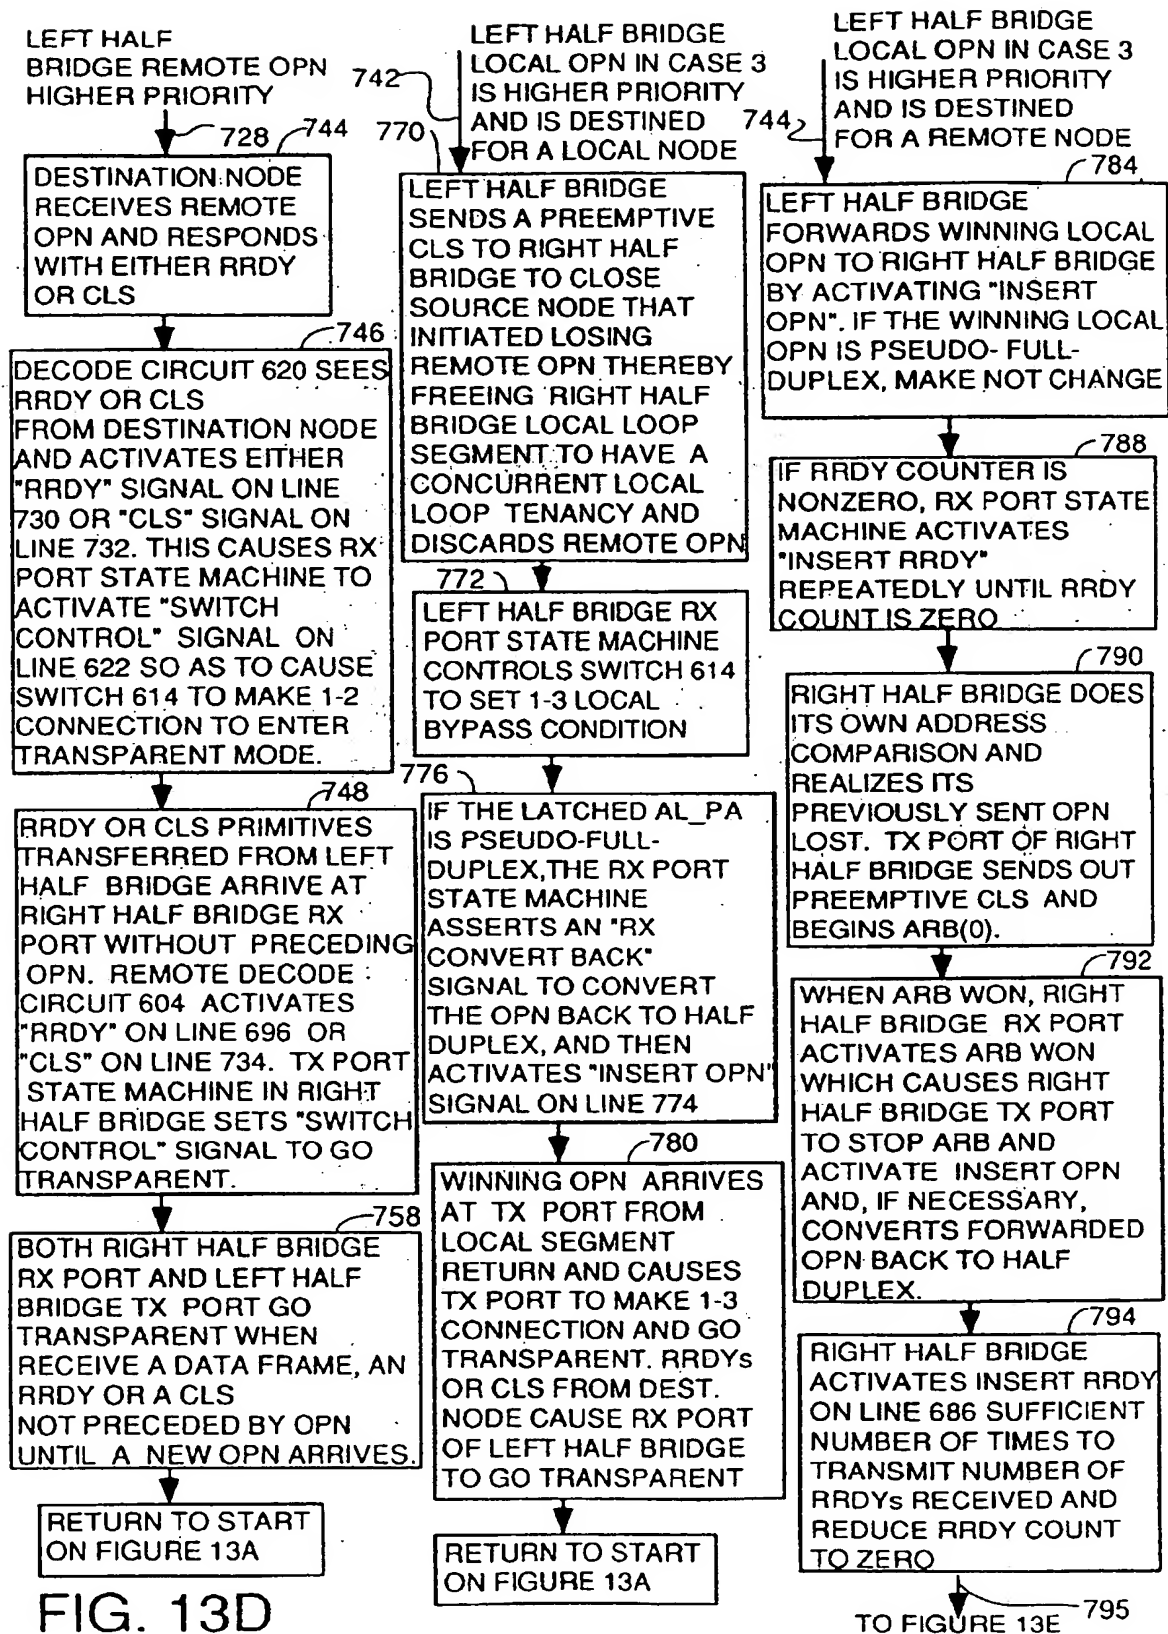 LEFT HALF
BRIDGE REMOTE OPN
HIGHER PRIORITY
728
744
DESTINATION NODE
RECEIVES REMOTE
OPN AND RESPONDS
WITH EITHER RRDY
OR CLS
746
DECODE CIRCUIT 620 SEES
RRDY OR CLS
FROM DESTINATION NODE
AND ACTIVATES EITHER
"RRDY" SIGNAL ON LINE
730 OR "CLS" SIGNAL ON
LINE 732. THIS CAUSES RX
PORT STATE MACHINE TO
ACTIVATE "SWITCH
CONTROL" SIGNAL ON
LINE 622 SO AS TO CAUSE
SWITCH 614 TO MAKE 1-2
CONNECTION TO ENTER
TRANSPARENT MODE.
748
RRDY OR CLS PRIMITIVES
TRANSFERRED FROM LEFT
HALF BRIDGE ARRIVE AT
RIGHT HALF BRIDGE RX
PORT WITHOUT PRECEDING
OPN. REMOTE DECODE
CIRCUIT 604 ACTIVATES
"RRDY" ON LINE 696 OR
"CLS" ON LINE 734. TX PORT
STATE MACHINE IN RIGHT
HALF BRIDGE SETS "SWITCH
CONTROL" SIGNAL TO GO
TRANSPARENT.
758
BOTH RIGHT HALF BRIDGE
RX PORT AND LEFT HALF
BRIDGE TX PORT GO
TRANSPARENT WHEN
RECEIVE A DATA FRAME, AN
RRDY OR A CLS
NOT PRECEDED BY OPN
UNTIL A NEW OPN ARRIVES.
RETURN TO START
ON FIGURE 13A
FIG. 13D
LEFT HALF BRIDGE
LOCAL OPN IN CASE 3
IS HIGHER PRIORITY
AND IS DESTINED
FOR A LOCAL NODE
742
770
LEFT HALF BRIDGE
SENDS A PREEMPTIVE
CLS TO RIGHT HALF
BRIDGE TO CLOSE
SOURCE NODE THAT
INITIATED LOSING
REMOTE OPN THEREBY
FREEING RIGHT HALF
BRIDGE LOCAL LOOP
SEGMENT TO HAVE A
CONCURRENT LOCAL
LOOP TENANCY AND
DISCARDS REMOTE OPN
772
LEFT HALF BRIDGE RX
PORT STATE MACHINE
CONTROLS SWITCH 614
TO SET 1-3 LOCAL
BYPASS CONDITION
776
IF THE LATCHED AL_PA
IS PSEUDO-FULL-
DUPLEX,THE RX PORT
STATE MACHINE
ASSERTS AN "RX
CONVERT BACK"
SIGNAL TO CONVERT
THE OPN BACK TO HALF
DUPLEX, AND THEN
ACTIVATES "INSERT OPN"
SIGNAL ON LINE 774
780
WINNING OPN ARRIVES
AT TX PORT FROM
LOCAL SEGMENT
RETURN AND CAUSES
TX PORT TO MAKE 1-3
CONNECTION AND GO
TRANSPARENT. RRDYs
OR CLS FROM DEST.
NODE CAUSE RX PORT
OF LEFT HALF BRIDGE
TO GO TRANSPARENT
RETURN TO START
ON FIGURE 13A
LEFT HALF BRIDGE
LOCAL OPN IN CASE 3
IS HIGHER PRIORITY
AND IS DESTINED
FOR A REMOTE NODE
744
784
LEFT HALF BRIDGE
FORWARDS WINNING LOCAL
OPN TO RIGHT HALF BRIDGE
BY ACTIVATING "INSERT
OPN". IF THE WINNING LOCAL
OPN IS PSEUDO- FULL-
DUPLEX, MAKE NOT CHANGE
788
IF RRDY COUNTER IS
NONZERO, RX PORT STATE
MACHINE ACTIVATES
"INSERT RRDY"
REPEATEDLY UNTIL RRDY
COUNT IS ZERO
790
RIGHT HALF BRIDGE DOES
ITS OWN ADDRESS
COMPARISON AND
REALIZES ITS
PREVIOUSLY SENT OPN
LOST. TX PORT OF RIGHT
HALF BRIDGE SENDS OUT
PREEMPTIVE CLS AND
BEGINS ARB(0).
792
WHEN ARB WON, RIGHT
HALF BRIDGE RX PORT
ACTIVATES ARB WON
WHICH CAUSES RIGHT
HALF BRIDGE TX PORT
TO STOP ARB AND
ACTIVATE INSERT OPN
AND, IF NECESSARY,
CONVERTS FORWARDED
OPN BACK TO HALF
DUPLEX.
794
RIGHT HALF BRIDGE
ACTIVATES INSERT RRDY
ON LINE 686 SUFFICIENT
NUMBER OF TIMES TO
TRANSMIT NUMBER OF
RRDYs RECEIVED AND
REDUCE RRDY COUNT
TO ZERO
795
TO FIGURE 13E